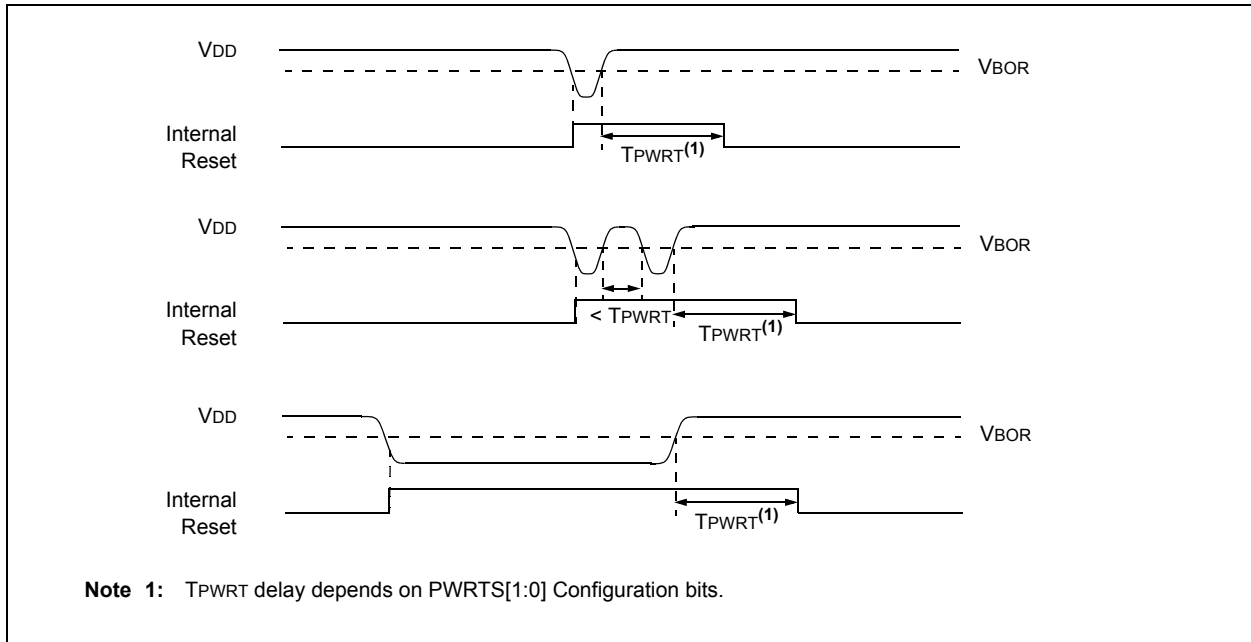 VDD
VBOR
Internal
Reset
TPWRT(1)
VDD
VBOR
Internal
Reset
< TPWRT
TPWRT(1)
VDD
VBOR
Internal
Reset
TPWRT(1)
Note 1: TPWRT delay depends on PWRTS[1:0] Configuration bits.